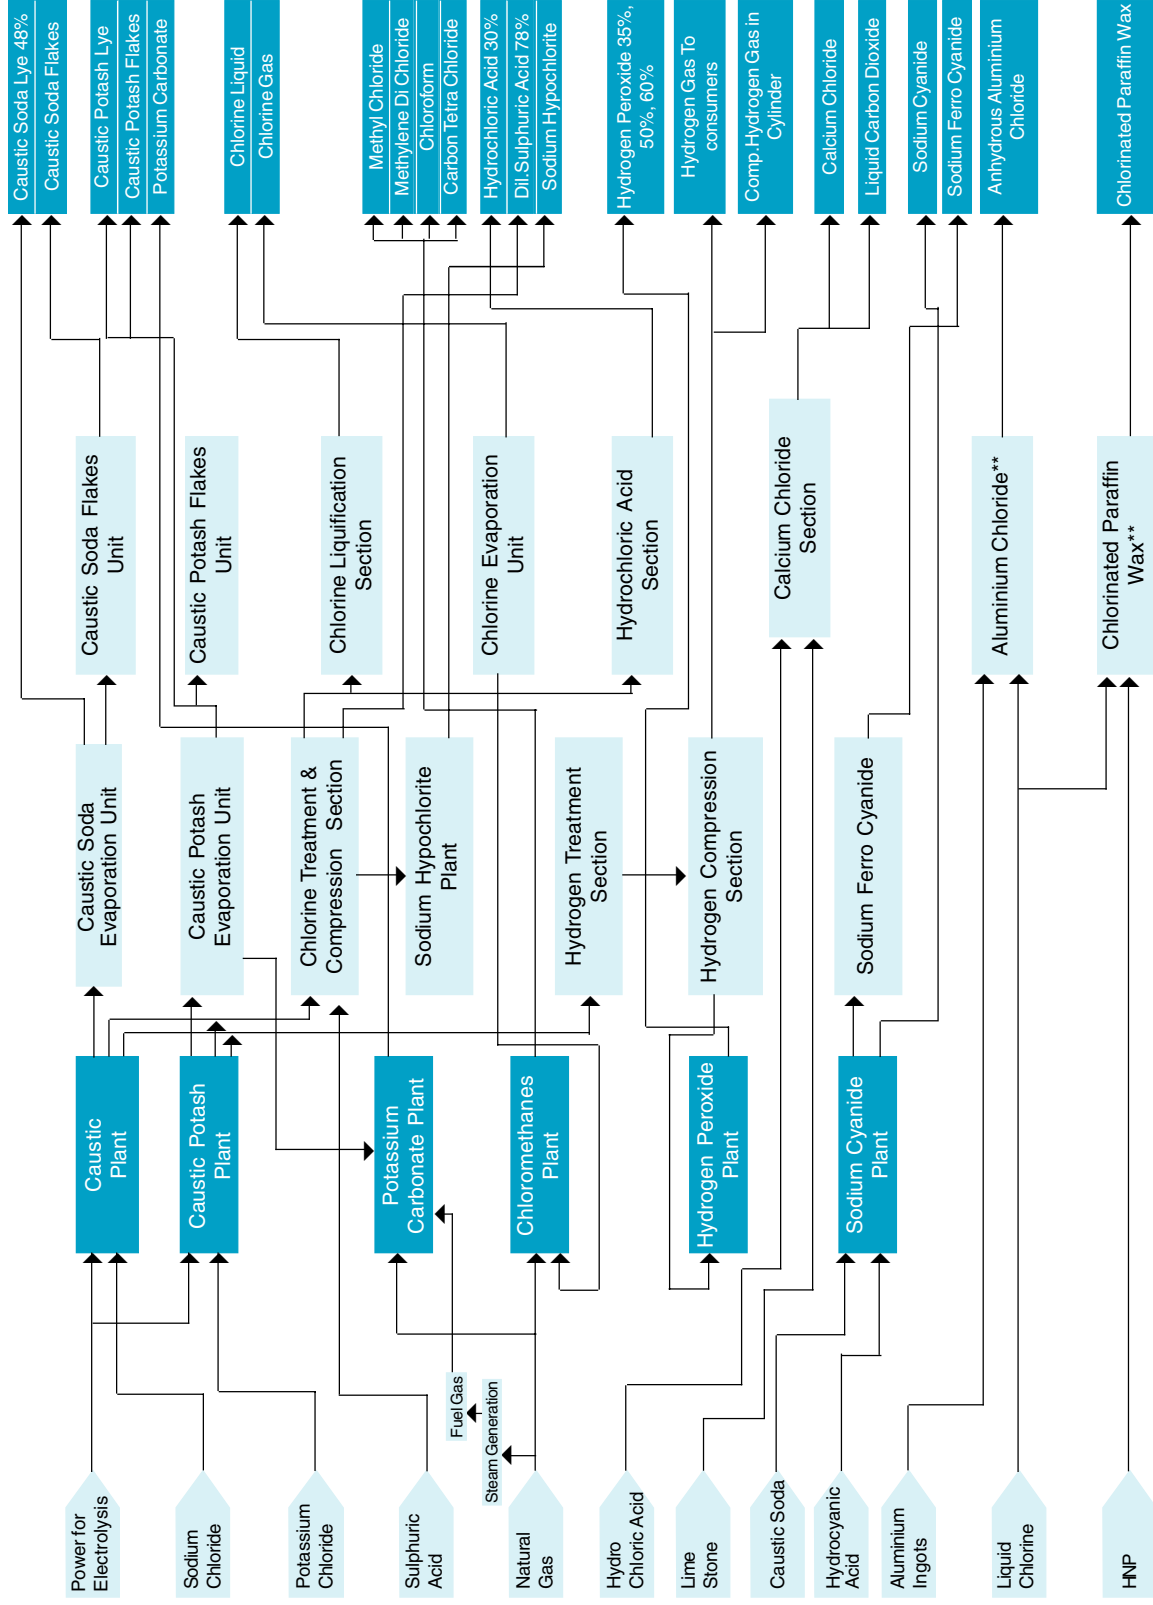 Power for
Electrolysis
Sodium
Chloride
Potassium
Chloride
Sulphuric
Acid
Natural
Gas
Hydro
Chloric Acid
Lime
Stone
Caustic Soda
Hydrocyanic
Acid
Aluminium
Ingots
Liquid
Chlorine
HNP
Steam Generation
Fuel Gas
Caustic
Plant
Caustic Potash
Plant
Potassium
Carbonate Plant
Chloromethanes
Plant
Hydrogen Peroxide
Plant
Sodium Cyanide
Plant
Caustic Soda
Evaporation Unit
Caustic Potash
Evaporation Unit
Chlorine Treatment &
Compression Section
Sodium Hypochlorite
Plant
Hydrogen Treatment
Section
Hydrogen Compression
Section
Sodium Ferro Cyanide
Caustic Soda Flakes
Unit
Caustic Potash Flakes
Unit
Chlorine Liquification
Section
Chlorine Evaporation
Unit
Hydrochloric Acid
Section
Calcium Chloride
Section
Aluminium Chloride**
Chlorinated Paraffin
Wax**
Caustic Soda Lye 48%
Caustic Soda Flakes
Caustic Potash Lye
Caustic Potash Flakes
Potassium Carbonate
Chlorine Liquid
Chlorine Gas
Methyl Chloride
Methylene Di Chloride
Chloroform
Carbon Tetra Chloride
Hydrochloric Acid 30%
Dil.Sulphuric Acid 78%
Sodium Hypochlorite
Hydrogen Peroxide 35%,
50%, 60%
Hydrogen Gas To
consumers
Comp.Hydrogen Gas in
Cylinder
Calcium Chloride
Liquid Carbon Dioxide
Sodium Cyanide
Sodium Ferro Cyanide
Anhydrous Aluminium
Chloride
Chlorinated Paraffin Wax